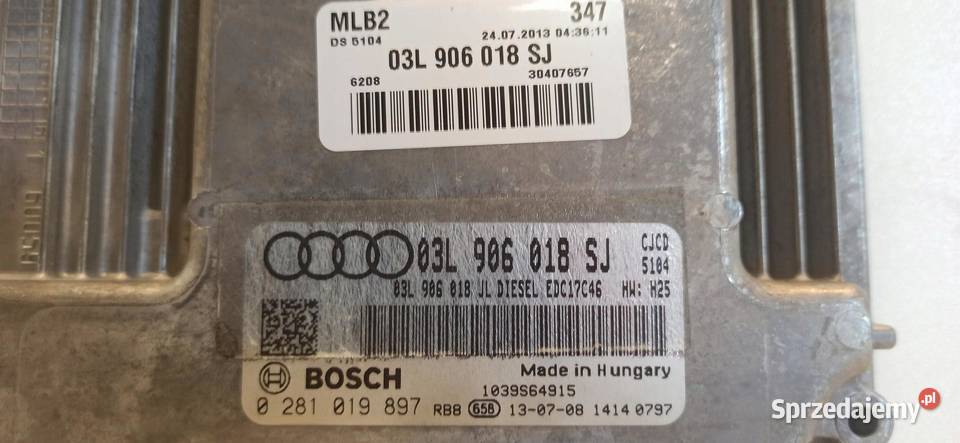 MLB2 347
DS 5104 24.07.2013 04:36:11
03L 906 018 SJ
6208 30407657
03L 906 018 SJ CJCD
5104
03L 906 018 JL DIESEL EDC17C46 HW: H25
Made in Hungary
BOSCH
1039S64915
0 281 019 897 RB8 658 13-07-08 1414 0797
Sprzedajemy.pl